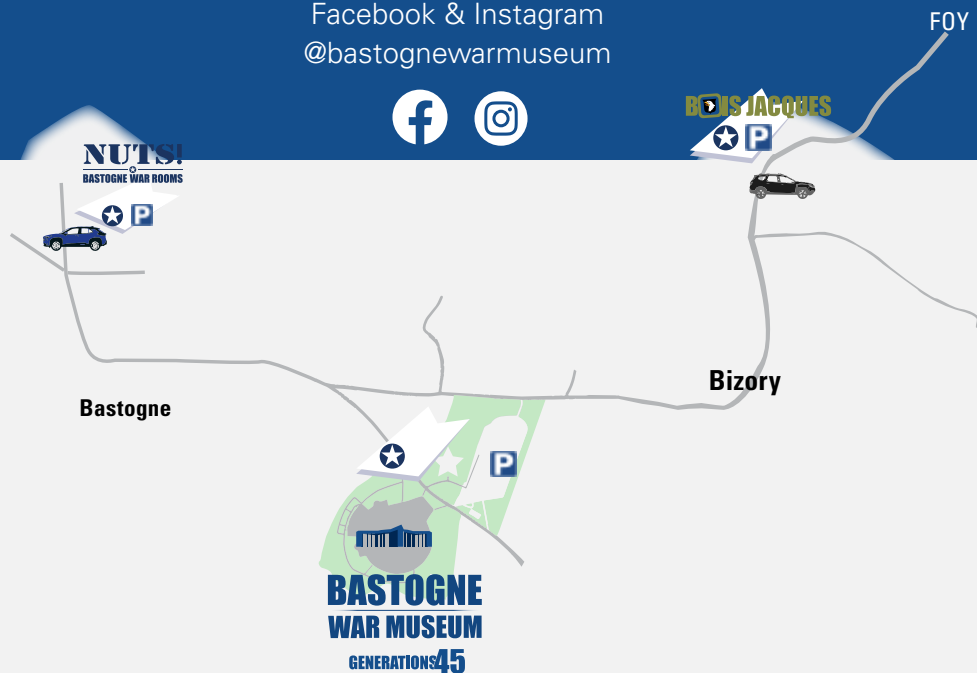 Facebook & Instagram
@bastognewarmuseum
FOY
BOIS JACQUES
P
NUTS!
BASTOGNE WAR ROOMS
P
Bizory
Bastogne
P
BASTOGNE
WAR MUSEUM
GENERATIONS45